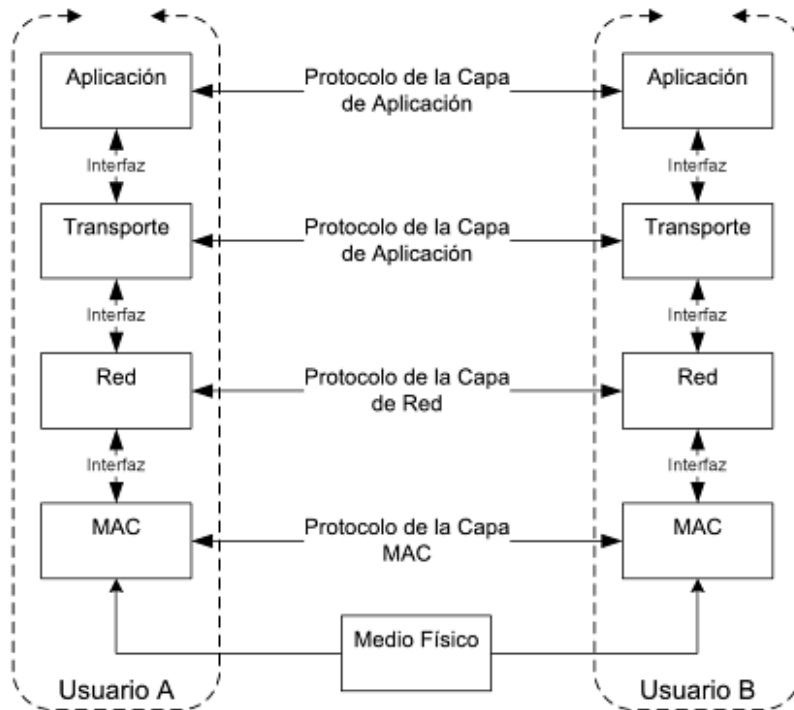 Aplicación
Protocolo de la Capa
de Aplicación
Aplicación
Interfaz
Interfaz
Transporte
Protocolo de la Capa
de Aplicación
Transporte
Interfaz
Interfaz
Red
Protocolo de la Capa
de Red
Red
Interfaz
Interfaz
MAC
Protocolo de la Capa
MAC
MAC
Medio Físico
Usuario A
Usuario B